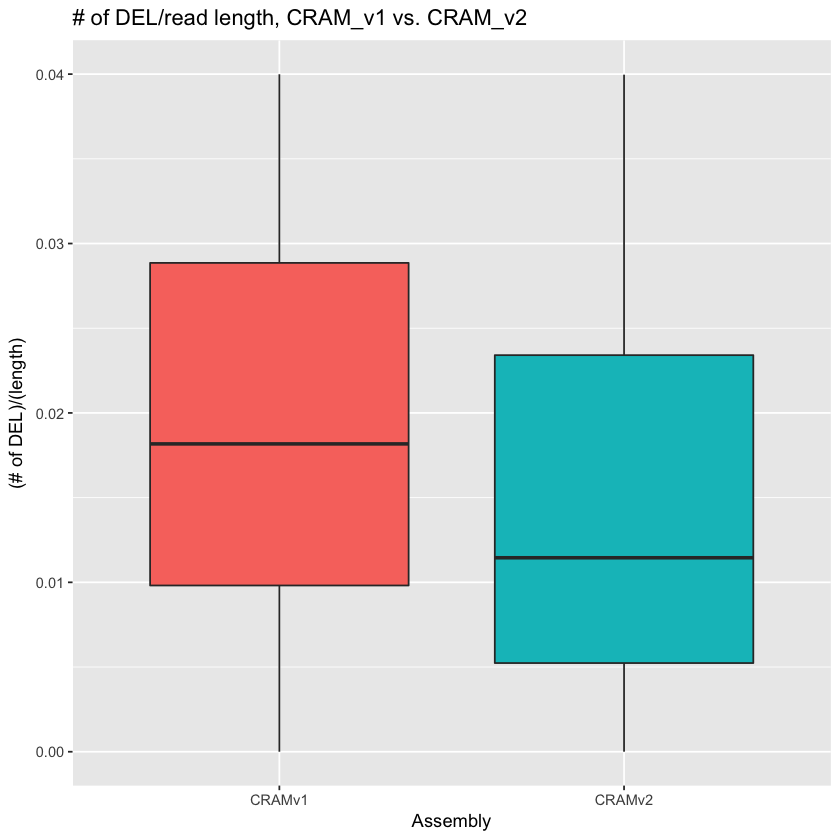 # of DEL/read length, CRAM_v1 vs. CRAM_v2
(# of DEL)/(length)
0.04
0.03
0.02
0.01
0.00
CRAMv1 CRAMv2
Assembly